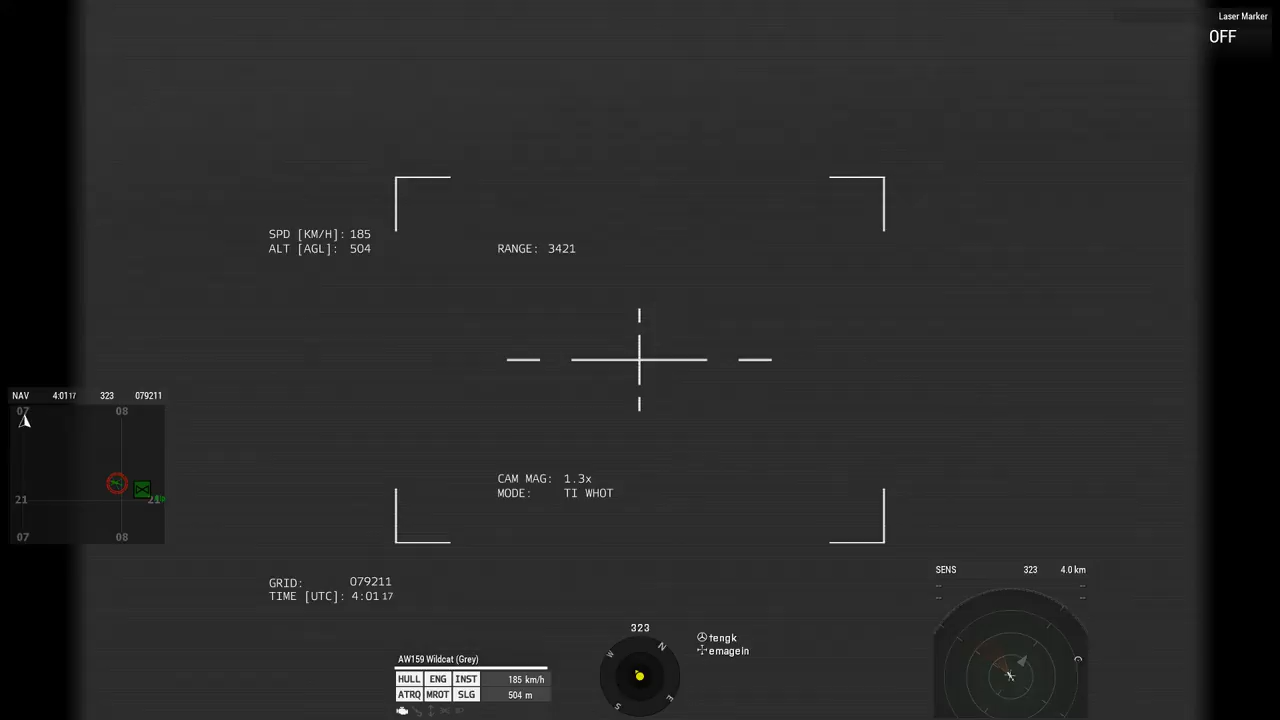 Laser Marker
OFF
SPD [KM/H]: 185
ALT [AGL]: 504
RANGE: 3421
NAV 4:01 17 323 079211
07 08
21 21
07 08
CAM MAG: 1.3x
MODE: TI WHOT
GRID: 079211
TIME [UTC]: 4:01 17
SENS 323 4.0 km
323
W N
S E
tengk
emagein
AW159 Wildcat (Grey)
HULL ENG INST 185 km/h
ATRQ MROT SLG 504 m